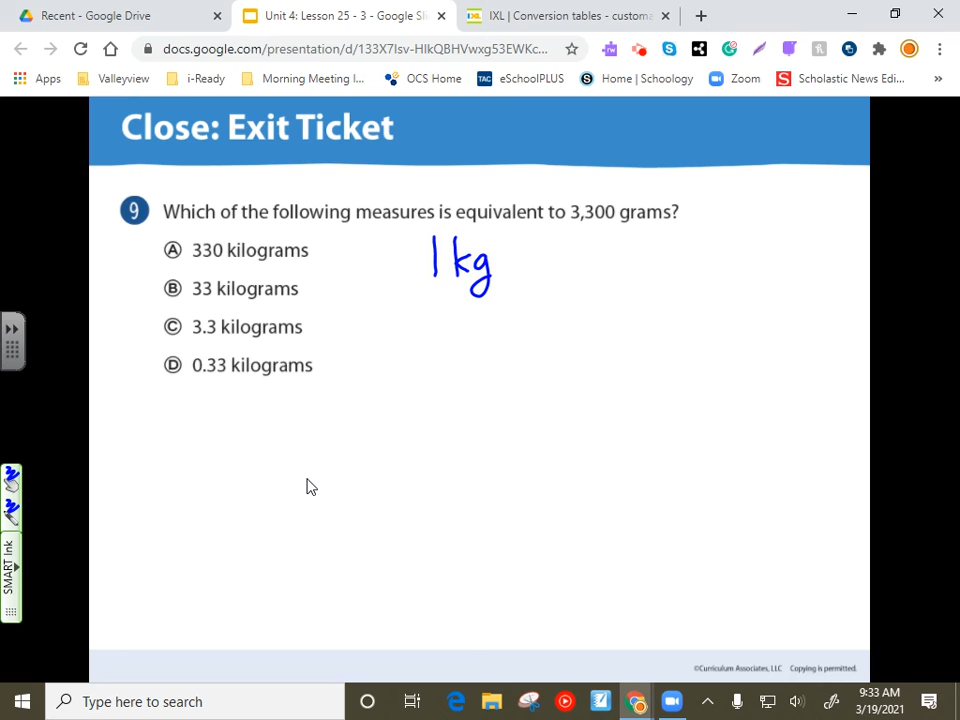 Recent - Google Drive
Unit 4: Lesson 25 - 3 - Google Sli
IXL | Conversion tables - custom
docs.google.com/presentation/d/133X7Isv-HIkQBHVwxg53EWKc...
Apps
Valleyview
i-Ready
Morning Meeting I...
OCS Home
TAC
eSchoolPLUS
Home | Schoology
Zoom
Scholastic News Edi...
Close: Exit Ticket
9 Which of the following measures is equivalent to 3,300 grams?
A 330 kilograms
1 kg
B 33 kilograms
C 3.3 kilograms
D 0.33 kilograms
SMART Ink
©Curriculum Associates, LLC Copying is permitted.
Type here to search
9:33 AM
3/19/2021